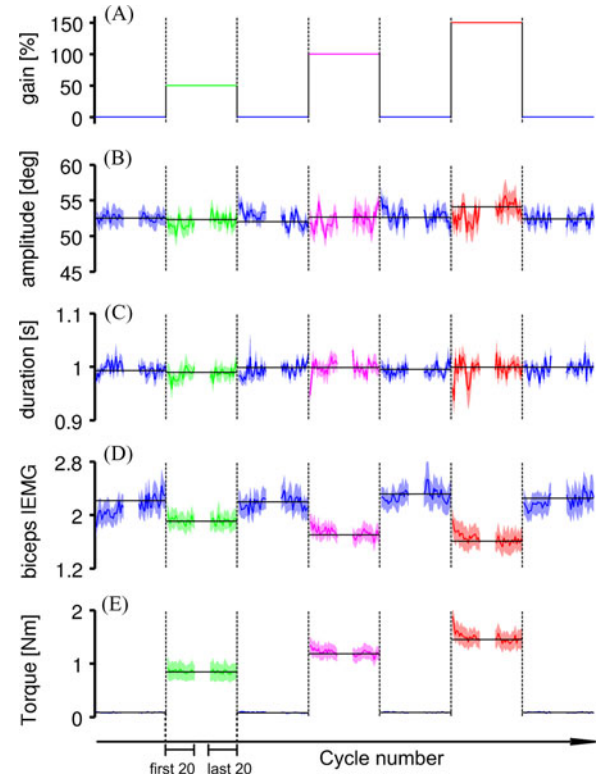 (A)
gain [%]
150
100
50
0
(B)
amplitude [deg]
60
55
50
45
(C)
duration [s]
1.1
1
0.9
(D)
biceps IEMG
2.8
2
1.2
(E)
Torque [Nm]
2
1
0
first 20 last 20
Cycle number